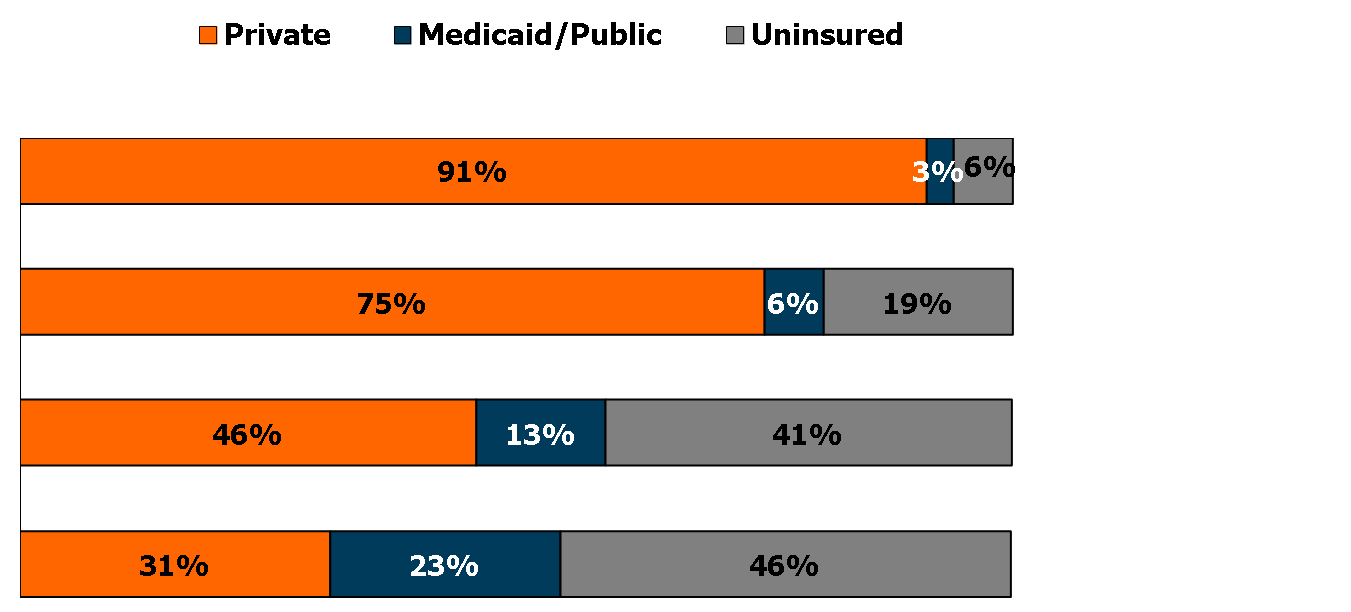 Private Medicaid/Public Uninsured
91% 3% 6%
75% 6% 19%
46% 13% 41%
31% 23% 46%